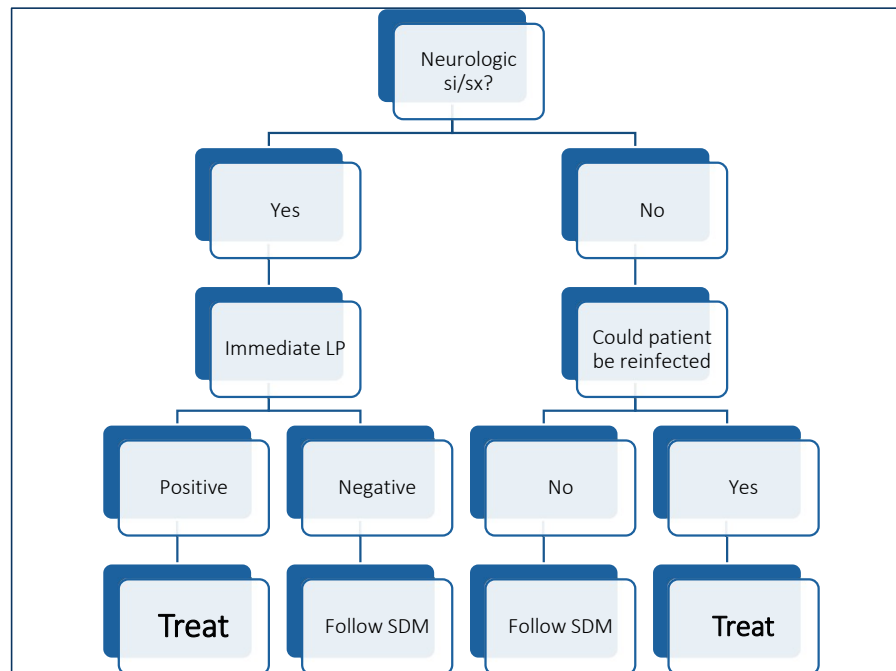 Neurologic
si/sx?
Yes
No
Immediate LP
Could patient
be reinfected
Positive
Negative
No
Yes
Treat
Follow SDM
Follow SDM
Treat